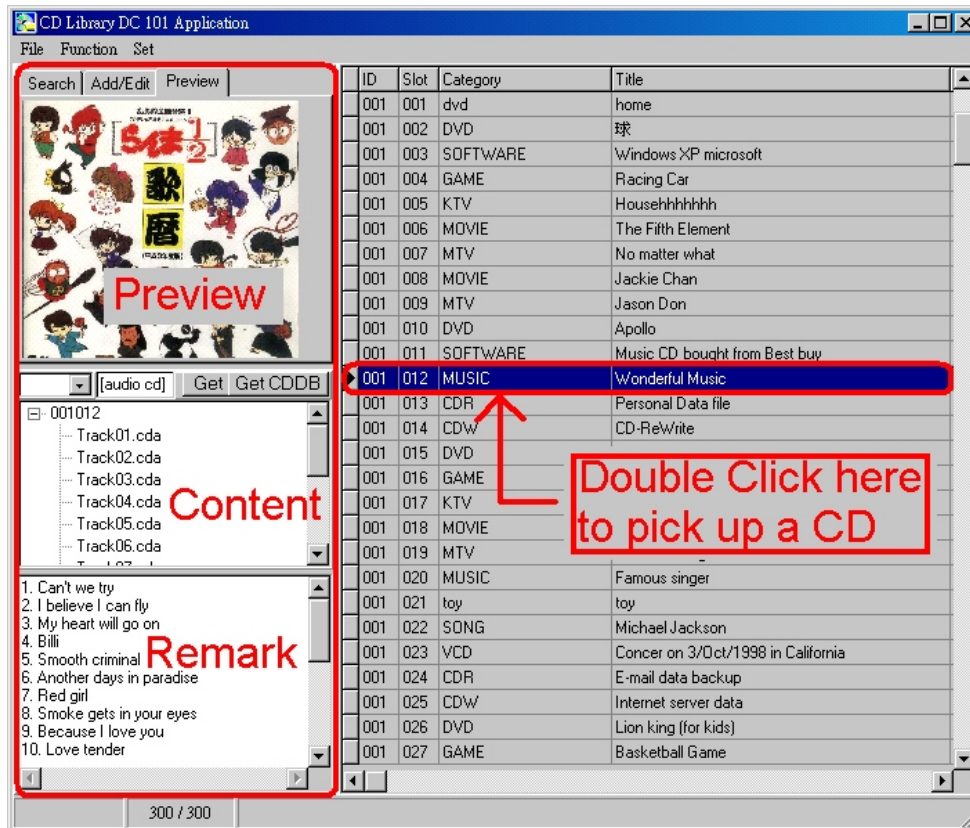 CD Library DC 101 Application
File Function Set
Search Add/Edit Preview
らんま1/2
歌
暦
Preview
[audio cd] Get Get CDDB
001012
Track01.cda
Track02.cda
Track03.cda
Track04.cda
Track05.cda
Track06.cda
Content
1. Can't we try
2. I believe I can fly
3. My heart will go on
4. Billi
5. Smooth criminal
6. Another days in paradise
7. Red girl
8. Smoke gets in your eyes
9. Because I love you
10. Love tender
Remark
ID Slot Category Title
001 001 dvd home
001 002 DVD 球
001 003 SOFTWARE Windows XP microsoft
001 004 GAME Racing Car
001 005 KTV Househhhhhh
001 006 MOVIE The Fifth Element
001 007 MTV No matter what
001 008 MOVIE Jackie Chan
001 009 MTV Jason Don
001 010 DVD Apollo
001 011 SOFTWARE Music CD bought from Best buy
001 012 MUSIC Wonderful Music
001 013 CDR Personal Data file
001 014 CDW CD-ReWrite
001 015 DVD
001 016 GAME
001 017 KTV
001 018 MOVIE
001 019 MTV
Double Click here
to pick up a CD
001 020 MUSIC Famous singer
001 021 toy toy
001 022 SONG Michael Jackson
001 023 VCD Concer on 3/Oct/1998 in California
001 024 CDR E-mail data backup
001 025 CDW Internet server data
001 026 DVD Lion king (for kids)
001 027 GAME Basketball Game
300 / 300